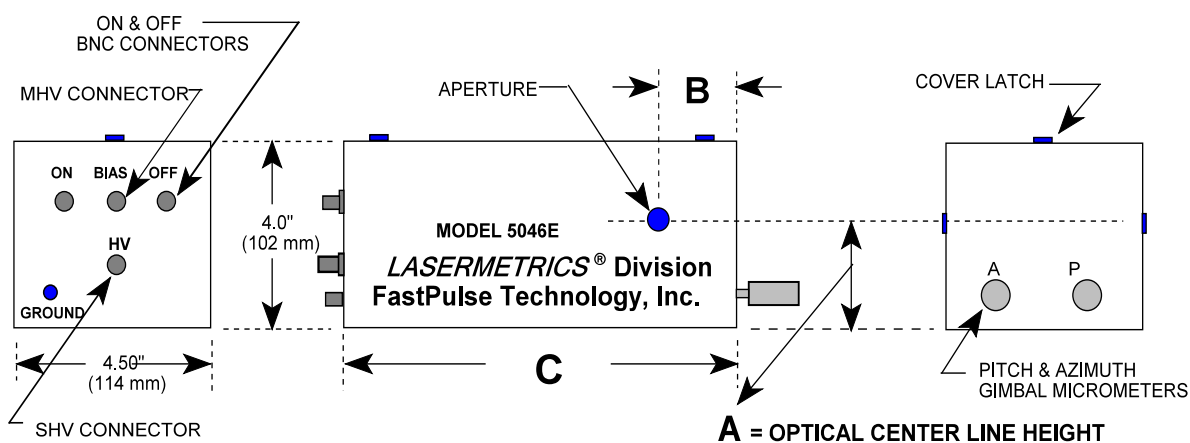 ON & OFF
BNC CONNECTORS
MHV CONNECTOR
APERTURE
B
COVER LATCH
ON BIAS OFF
HV
GROUND
4.0"
(102 mm)
MODEL 5046E
LASERMETRICS ® Division
FastPulse Technology, Inc.
A P
4.50"
(114 mm)
C
PITCH & AZIMUTH
GIMBAL MICROMETERS
SHV CONNECTOR
A = OPTICAL CENTER LINE HEIGHT